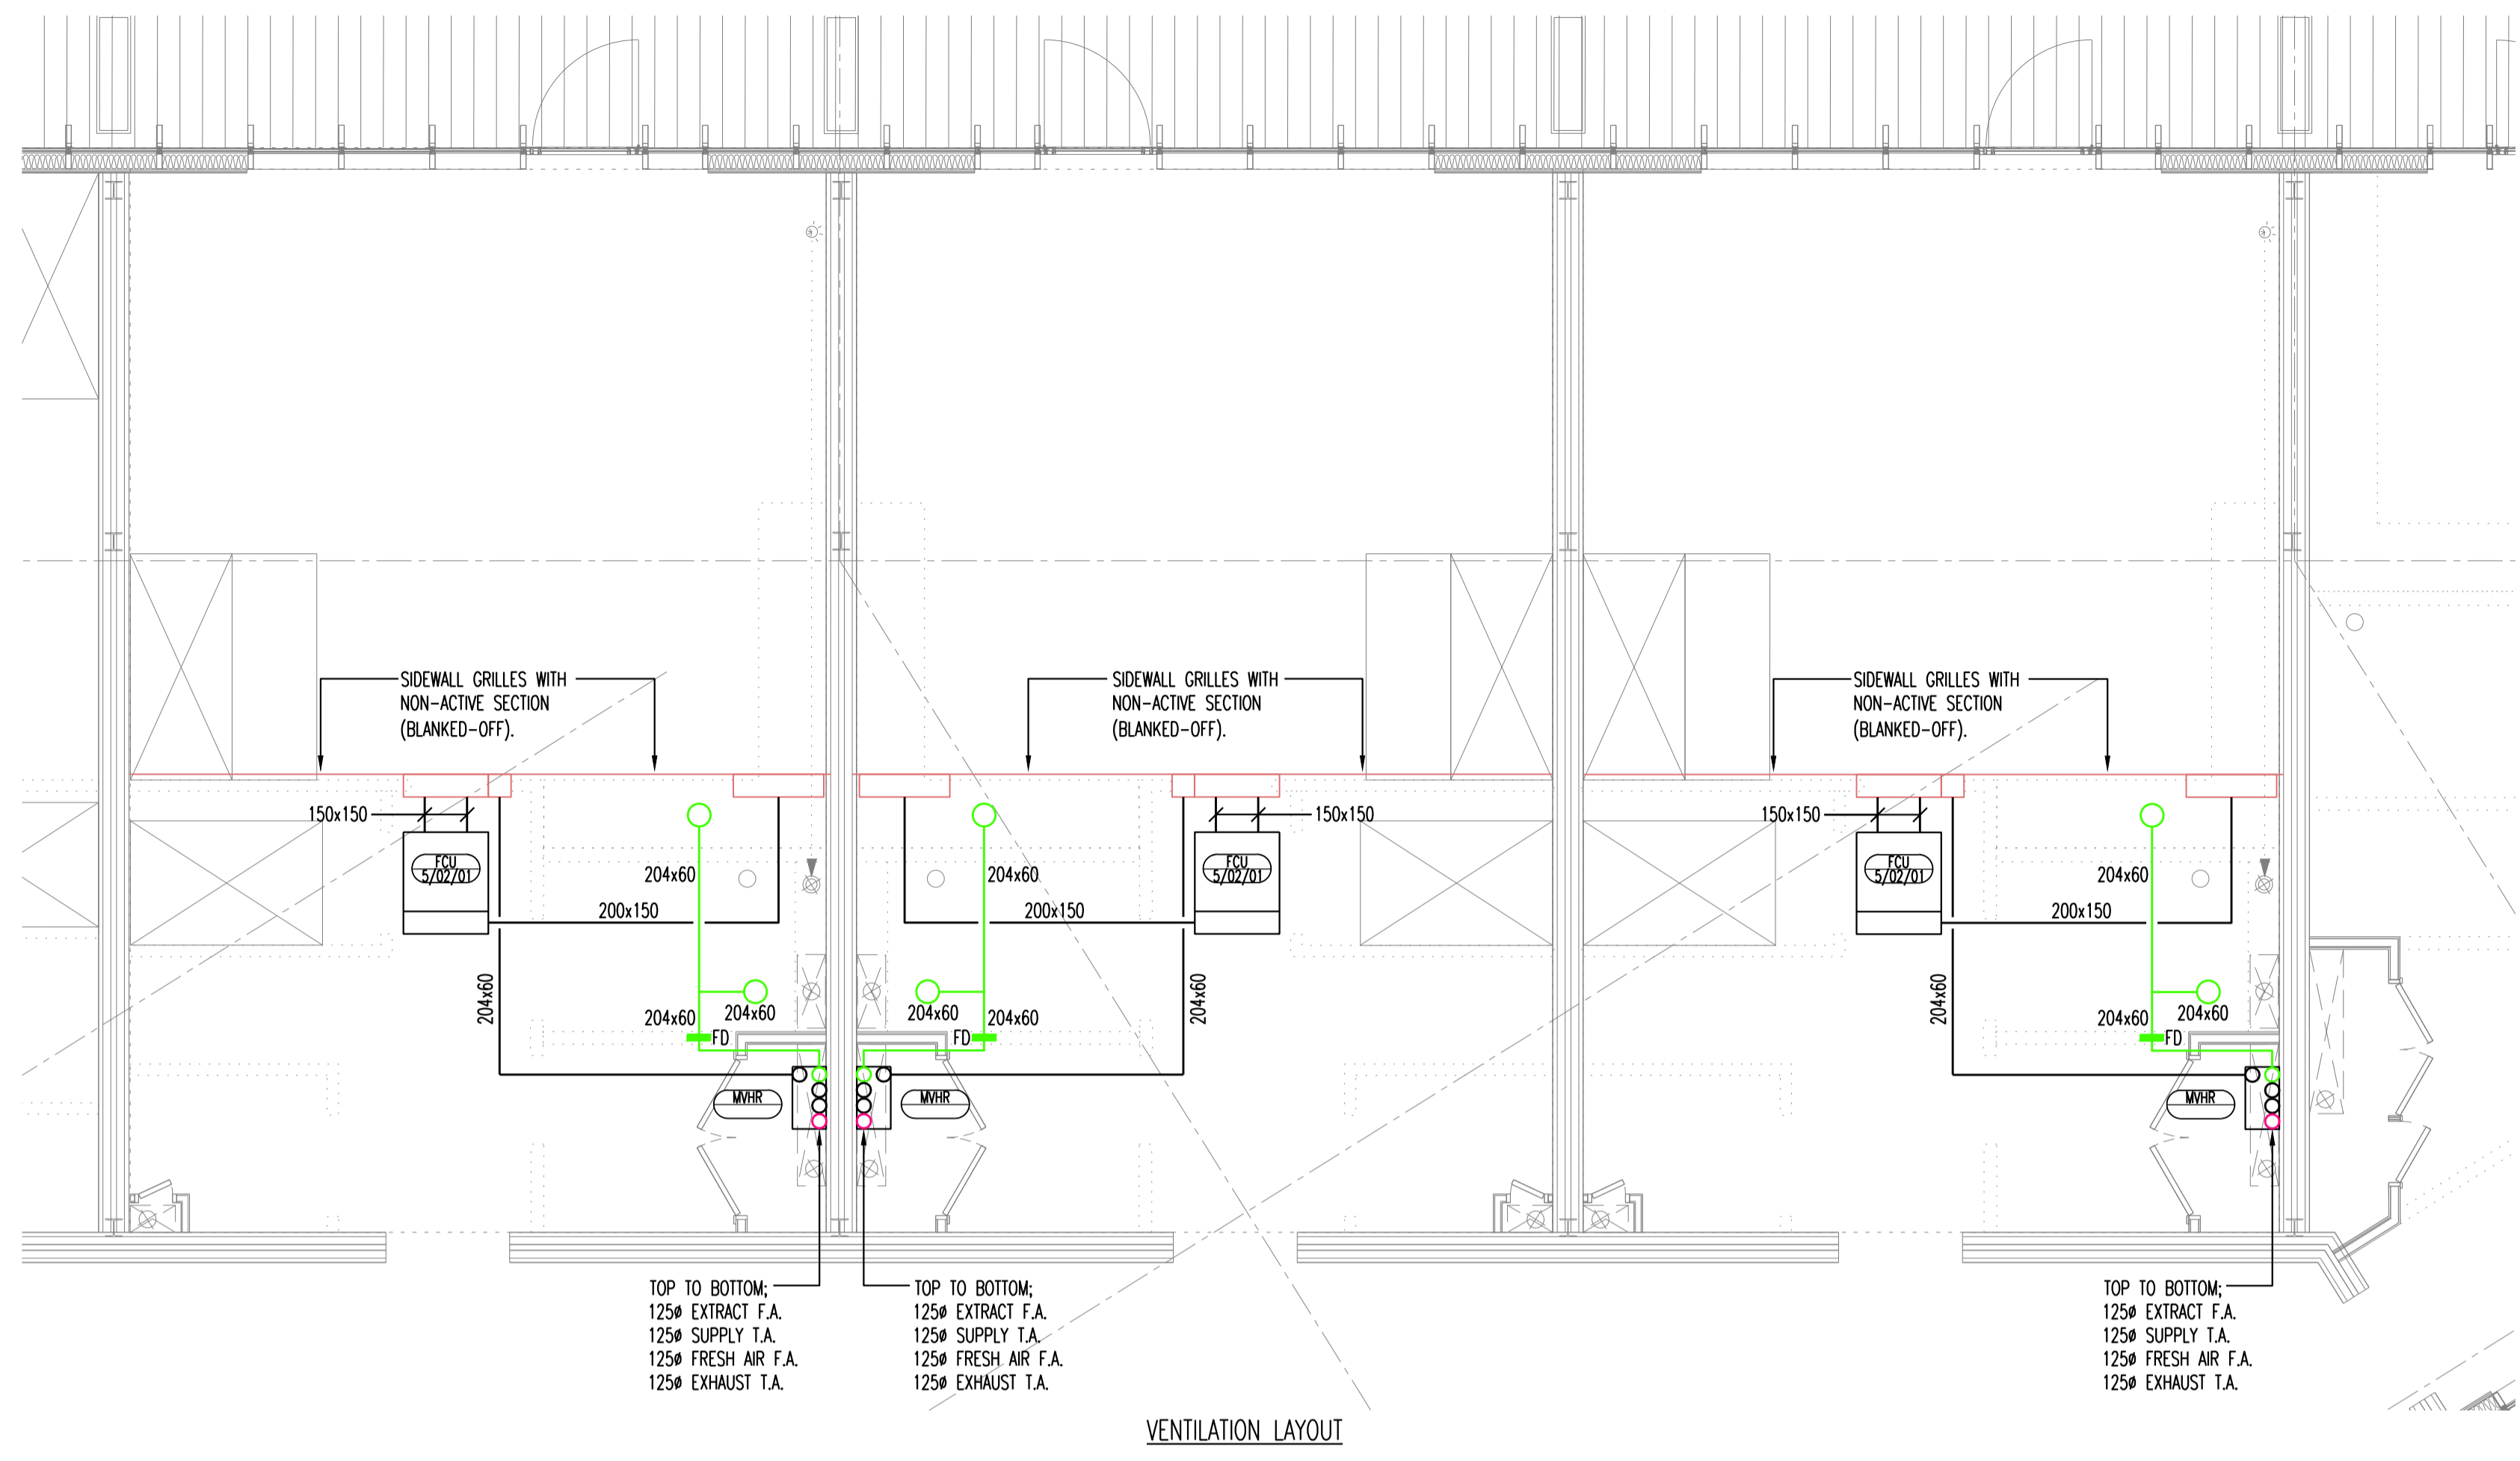 SIDEWALL GRILLES WITH
NON-ACTIVE SECTION
(BLANKED-OFF).
SIDEWALL GRILLES WITH
NON-ACTIVE SECTION
(BLANKED-OFF).
SIDEWALL GRILLES WITH
NON-ACTIVE SECTION
(BLANKED-OFF).
150x150
150x150
150x150
FCU
5/02/01
204x60
204x60
FCU
5/02/01
FCU
5/02/01
204x60
200x150
200x150
200x150
204x60
204x60
204x60
204x60
204x60
204x60
204x60
204x60
204x60
FD
FD
FD
MVHR
MVHR
MVHR
TOP TO BOTTOM;
125ø EXTRACT F.A.
125ø SUPPLY T.A.
125ø FRESH AIR F.A.
125ø EXHAUST T.A.
TOP TO BOTTOM;
125ø EXTRACT F.A.
125ø SUPPLY T.A.
125ø FRESH AIR F.A.
125ø EXHAUST T.A.
TOP TO BOTTOM;
125ø EXTRACT F.A.
125ø SUPPLY T.A.
125ø FRESH AIR F.A.
125ø EXHAUST T.A.
VENTILATION LAYOUT